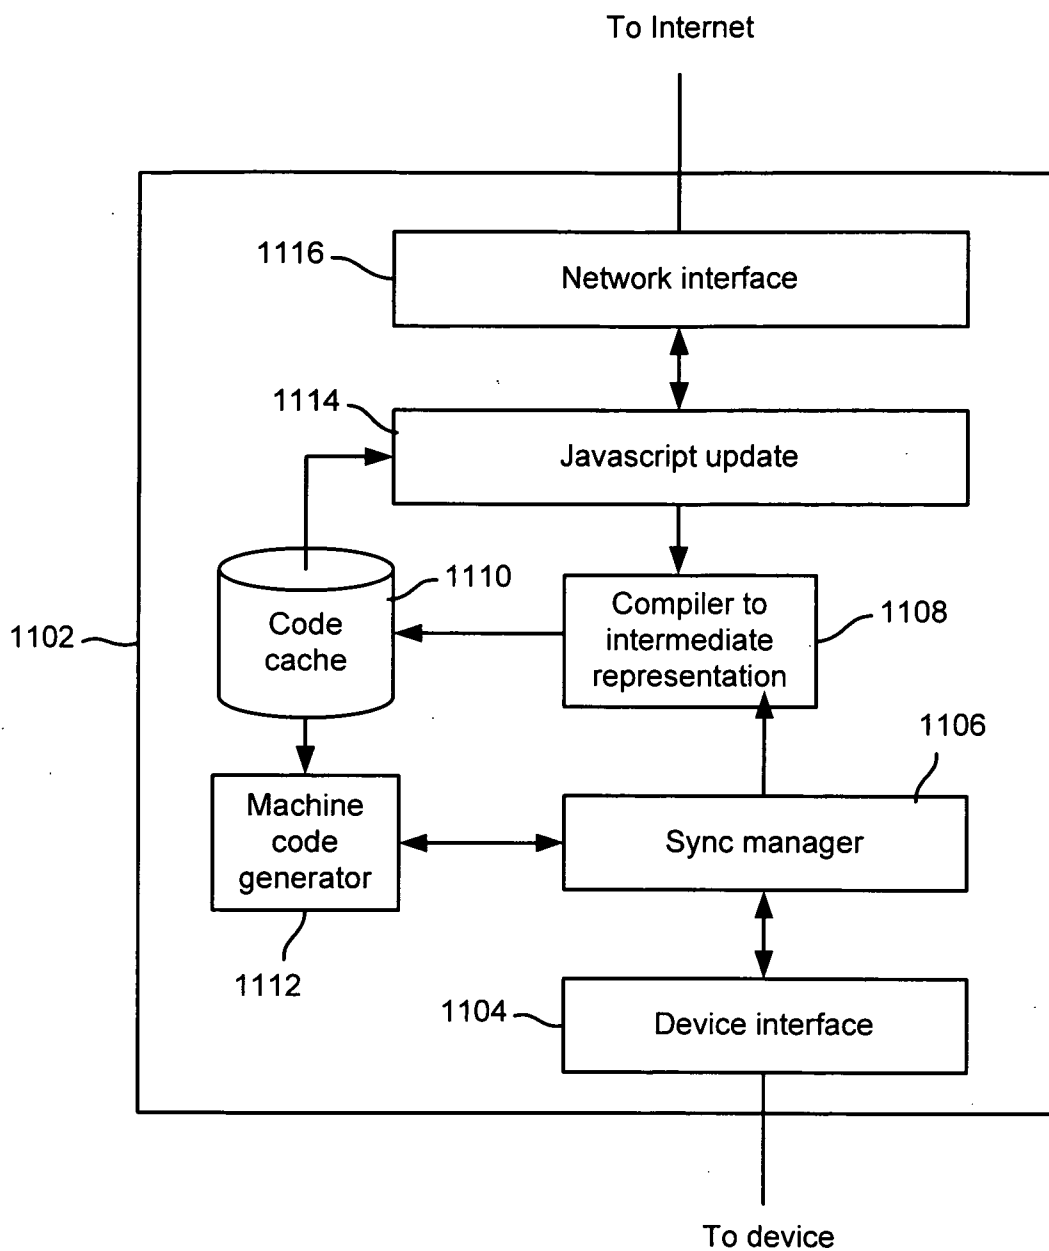 To Internet
1116
Network interface
1114
Javascript update
1110
Code
cache
Compiler to
intermediate
representation
1108
1102
1106
Machine
code
generator
Sync manager
1112
1104
Device interface
To device